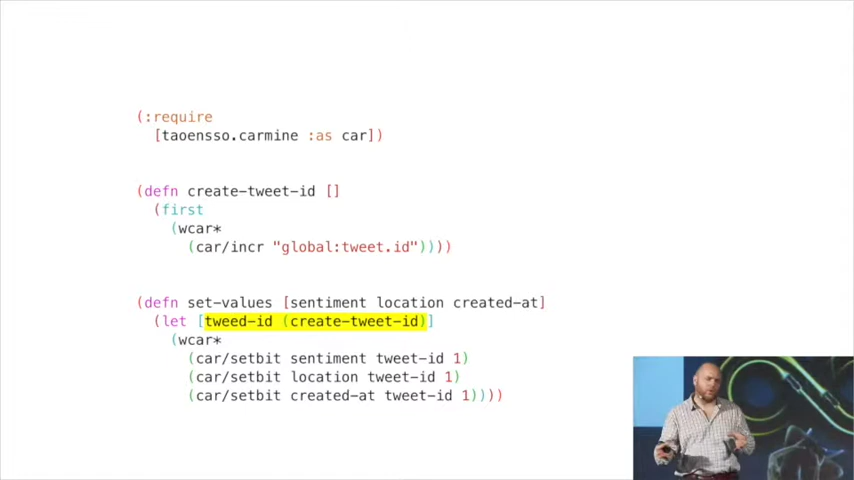 (:require
[taoensso.carmine :as car])
(defn create-tweet-id []
(first
(wcar*
(car/incr "global:tweet.id"))))
(defn set-values [sentiment location created-at]
(let [tweed-id (create-tweet-id)]
(wcar*
(car/setbit sentiment tweet-id 1)
(car/setbit location tweet-id 1)
(car/setbit created-at tweet-id 1))))